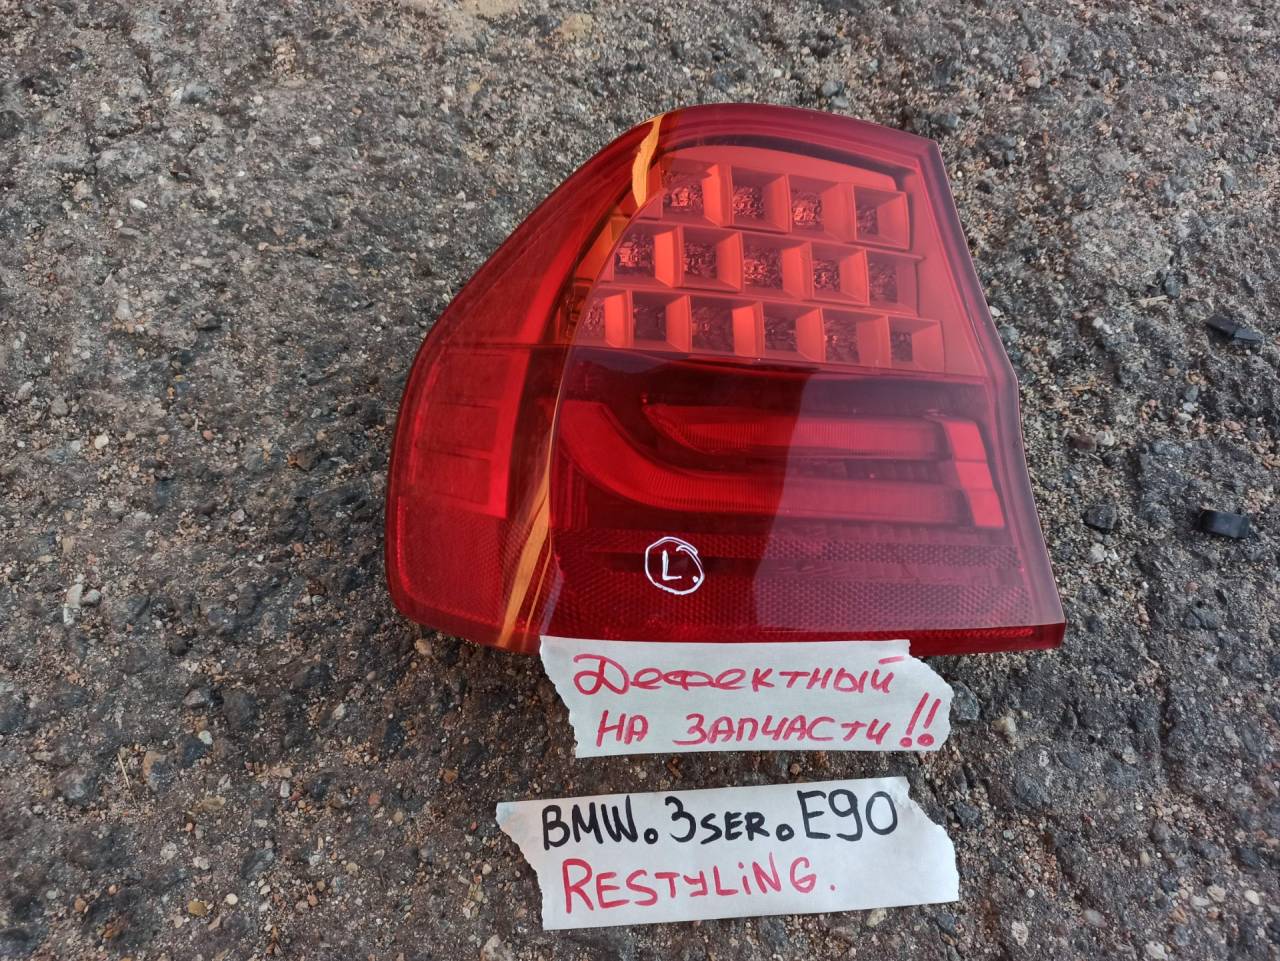 L.
Дефектный
НА ЗАПЧАСТИ!!
BMW. 3SER. E90
RESTYLiNG.